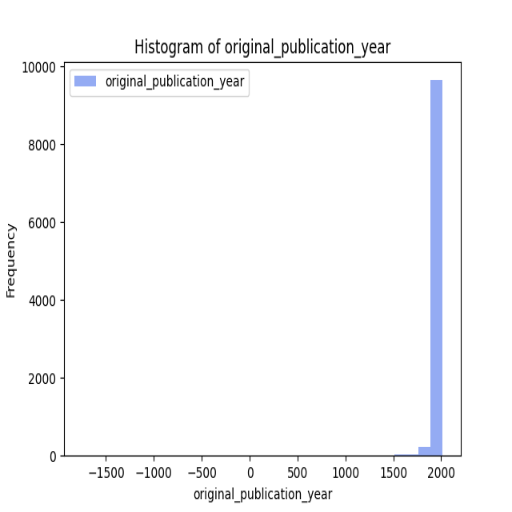 Histogram of original_publication_year
original_publication_year
10000
8000
6000
4000
2000
0
Frequency
−1500 −1000 −500 0 500 1000 1500 2000
original_publication_year